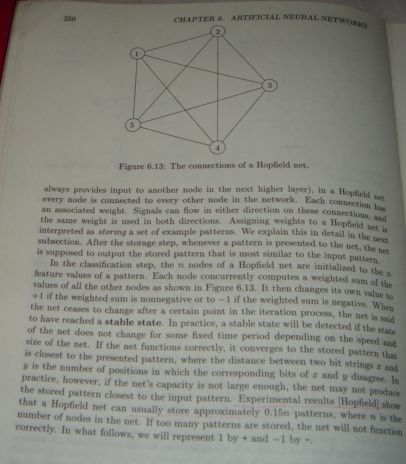 250
CHAPTER 6. ARTIFICIAL NEURAL NETWORKS
2
1
3
5
4
Figure 6.13: The connections of a Hopfield net.
always provides input to another node in the next higher layer), in a Hopfield net
every node is connected to every other node in the network. Each connection has
an associated weight. Signals can flow in either direction on these connections, and
the same weight is used in both directions. Assigning weights to a Hopfield net is
interpreted as storing a set of example patterns. We explain this in detail in the next
subsection. After the storage step, whenever a pattern is presented to the net, the net
is supposed to output the stored pattern that is most similar to the input pattern.
In the classification step, the n nodes of a Hopfield net are initialized to the n
feature values of a pattern. Each node concurrently computes a weighted sum of the
values of all the other nodes as shown in Figure 6.13. It then changes its own value to
+1 if the weighted sum is nonnegative or to −1 if the weighted sum is negative. When
the net ceases to change after a certain point in the iteration process, the net is said
to have reached a stable state. In practice, a stable state will be detected if the state
of the net does not change for some fixed time period depending on the speed and
size of the net. If the net functions correctly, it converges to the stored pattern that
is closest to the presented pattern, where the distance between two bit strings x and
y is the number of positions in which the corresponding bits of x and y disagree. In
practice, however, if the net's capacity is not large enough, the net may not produce
the stored pattern closest to the input pattern. Experimental results [Hopfield] show
that a Hopfield net can usually store approximately 0.15n patterns, where n is the
number of nodes in the net. If too many patterns are stored, the net will not function
correctly. In what follows, we will represent 1 by + and −1 by −.